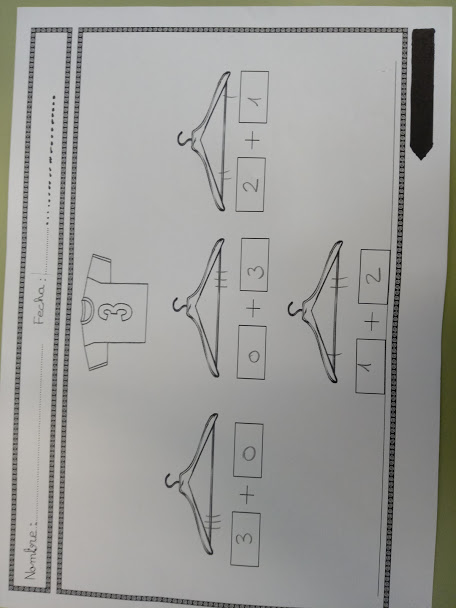 Nombre: Fecha:
3
3 + 0
0 + 3
2 + 1
1 + 2